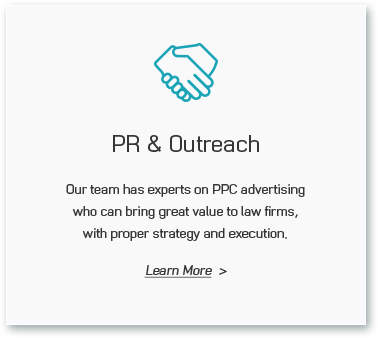 PR & Outreach
Our team has experts on PPC advertising
who can bring great value to law firms,
with proper strategy and execution.
Learn More >